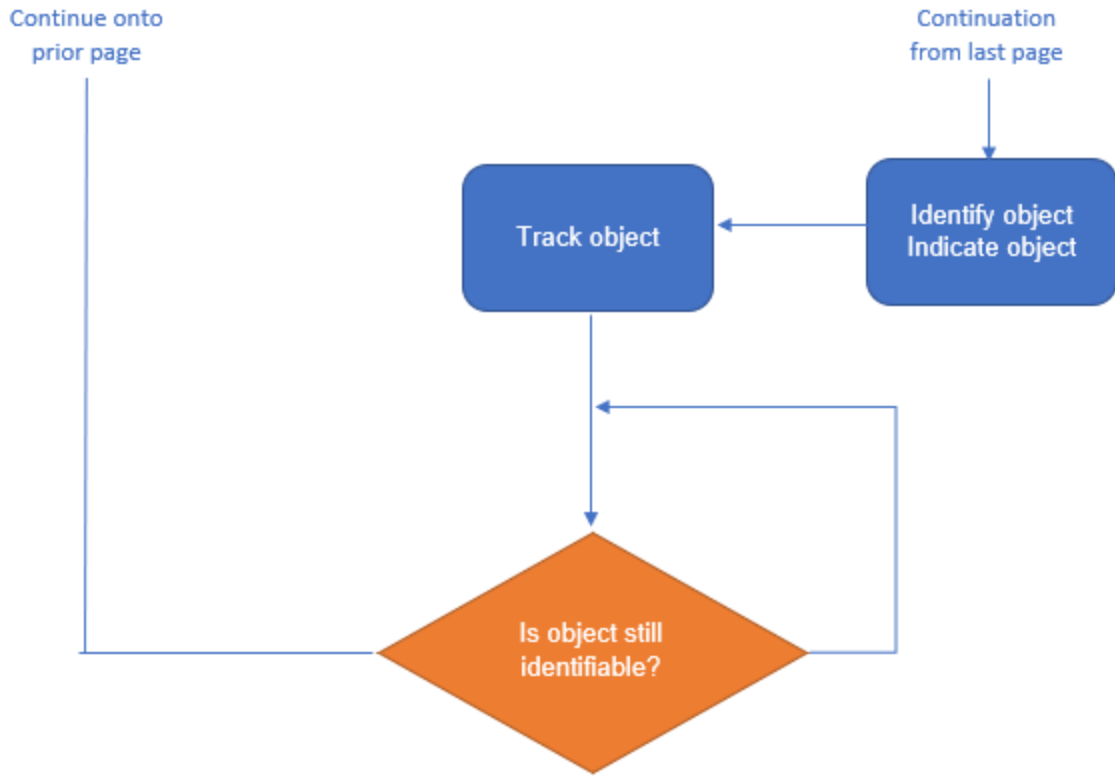 Continue onto
prior page
Continuation
from last page
Track object
Identify object
Indicate object
Is object still
identifiable?